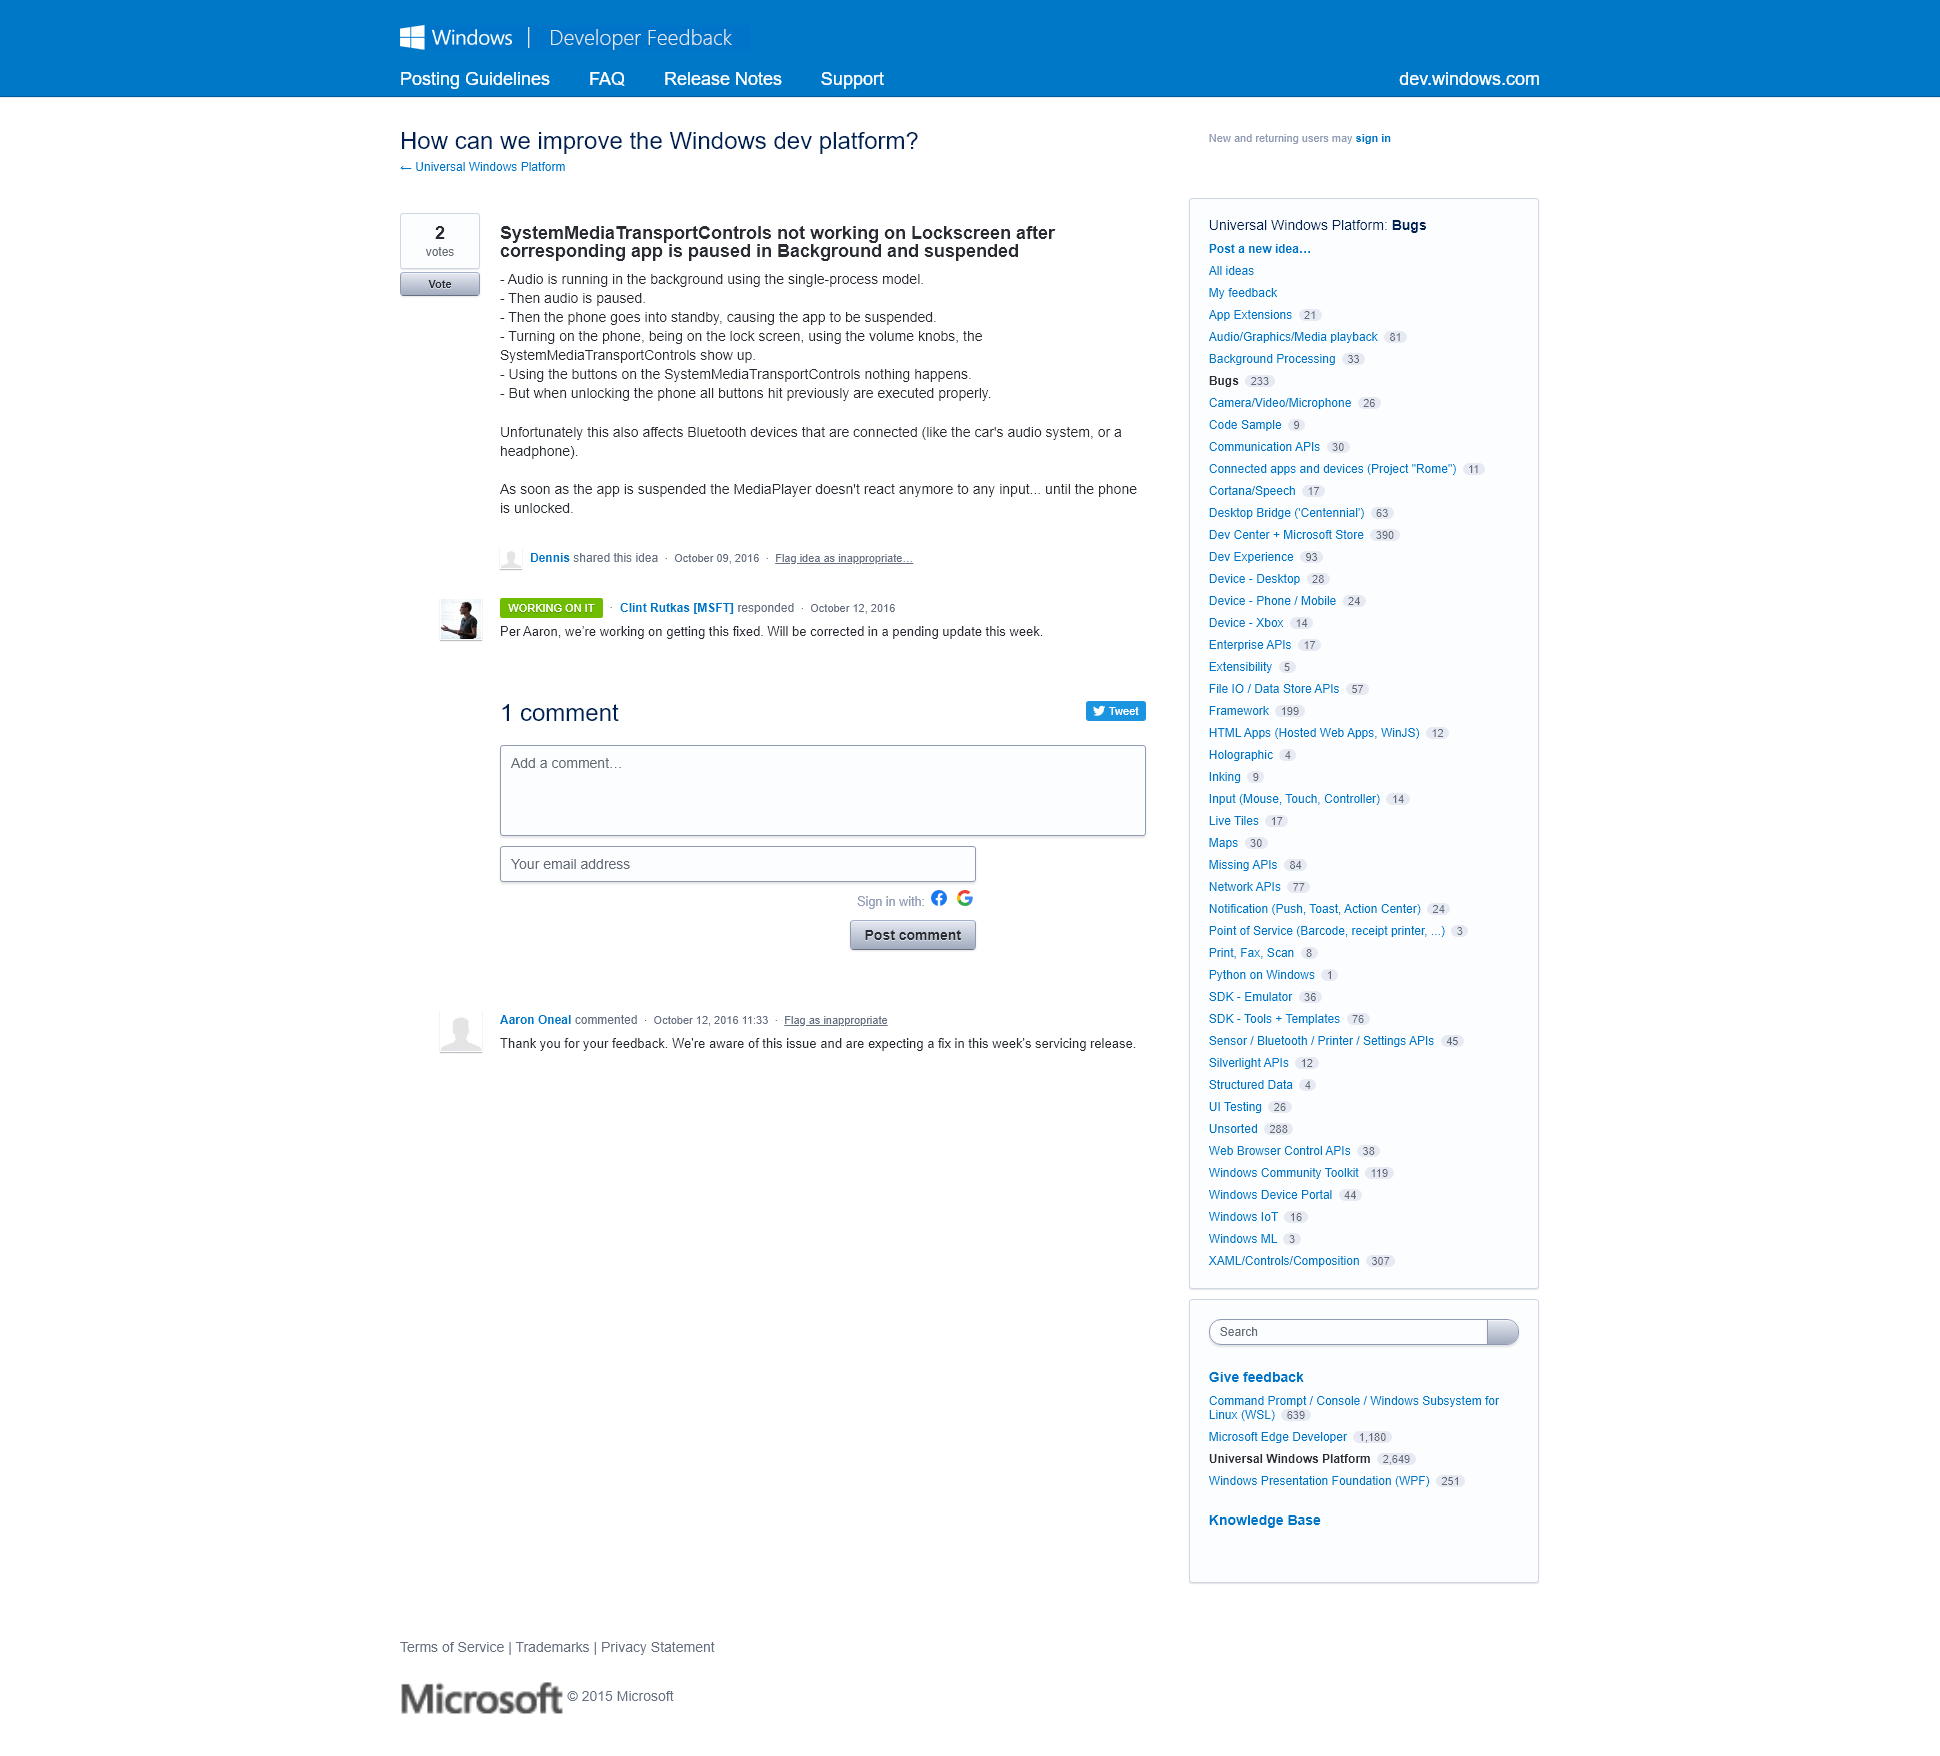 Windows | Developer Feedback
Posting Guidelines FAQ Release Notes Support dev.windows.com
How can we improve the Windows dev platform?
← Universal Windows Platform
New and returning users may sign in
2
votes
Vote
SystemMediaTransportControls not working on Lockscreen after
corresponding app is paused in Background and suspended
- Audio is running in the background using the single-process model.
- Then audio is paused.
- Then the phone goes into standby, causing the app to be suspended.
- Turning on the phone, being on the lock screen, using the volume knobs, the
SystemMediaTransportControls show up.
- Using the buttons on the SystemMediaTransportControls nothing happens.
- But when unlocking the phone all buttons hit previously are executed properly.
Unfortunately this also affects Bluetooth devices that are connected (like the car's audio system, or a
headphone).
As soon as the app is suspended the MediaPlayer doesn't react anymore to any input... until the phone
is unlocked.
Dennis shared this idea · October 09, 2016 · Flag idea as inappropriate…
WORKING ON IT · Clint Rutkas [MSFT] responded · October 12, 2016
Per Aaron, we’re working on getting this fixed. Will be corrected in a pending update this week.
1 comment
Tweet
Add a comment…
Your email address
Sign in with:
Post comment
Aaron Oneal commented · October 12, 2016 11:33 · Flag as inappropriate
Thank you for your feedback. We're aware of this issue and are expecting a fix in this week's servicing release.
Universal Windows Platform: Bugs
Post a new idea…
All ideas
My feedback
App Extensions 21
Audio/Graphics/Media playback 81
Background Processing 33
Bugs 233
Camera/Video/Microphone 26
Code Sample 9
Communication APIs 30
Connected apps and devices (Project "Rome") 11
Cortana/Speech 17
Desktop Bridge ('Centennial') 63
Dev Center + Microsoft Store 390
Dev Experience 93
Device - Desktop 28
Device - Phone / Mobile 24
Device - Xbox 14
Enterprise APIs 17
Extensibility 5
File IO / Data Store APIs 57
Framework 199
HTML Apps (Hosted Web Apps, WinJS) 12
Holographic 4
Inking 9
Input (Mouse, Touch, Controller) 14
Live Tiles 17
Maps 30
Missing APIs 84
Network APIs 77
Notification (Push, Toast, Action Center) 24
Point of Service (Barcode, receipt printer, ...) 3
Print, Fax, Scan 8
Python on Windows 1
SDK - Emulator 36
SDK - Tools + Templates 76
Sensor / Bluetooth / Printer / Settings APIs 45
Silverlight APIs 12
Structured Data 4
UI Testing 26
Unsorted 288
Web Browser Control APIs 38
Windows Community Toolkit 119
Windows Device Portal 44
Windows IoT 16
Windows ML 3
XAML/Controls/Composition 307
Search
Give feedback
Command Prompt / Console / Windows Subsystem for
Linux (WSL) 639
Microsoft Edge Developer 1,180
Universal Windows Platform 2,649
Windows Presentation Foundation (WPF) 251
Knowledge Base
Terms of Service | Trademarks | Privacy Statement
Microsoft © 2015 Microsoft